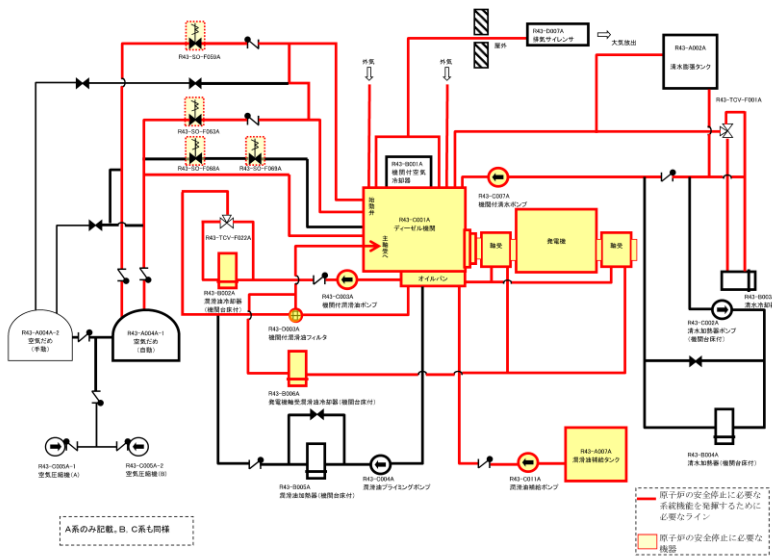 R43-SO-F059A
R43-D007A
排気サイレンサ
大気放出
屋外
R43-A002A
清水膨張タンク
外気
外気
R43-TCV-F001A
R43-SO-F063A
R43-SO-F068A
R43-SO-F069A
R43-B001A
機関付空気
冷却器
R43-C007A
機関付清水ポンプ
始動弁
R43-C001A
ディーゼル機関
主軸受へ
軸受
発電機
軸受
R43-TCV-F022A
オイルパン
R43-B002A
潤滑油冷却器
(機関台床付)
R43-C003A
機関付潤滑油ポンプ
R43-D003A
機関付潤滑油フィルタ
R43-B003A
清水冷却器
R43-C002A
清水加熱器ポンプ
(機関台床付)
R43-A004A-2
空気だめ
(手動)
R43-A004A-1
空気だめ
(自動)
R43-B006A
発電機軸受潤滑油冷却器(機関台床付)
R43-C005A-1
空気圧縮機(A)
R43-C005A-2
空気圧縮機(B)
R43-B005A
潤滑油加熱器(機関台床付)
R43-C004A
潤滑油プライミングポンプ
R43-C011A
潤滑油補給ポンプ
R43-A007A
潤滑油補給タンク
R43-B004A
清水加熱器(機関台床付)
A系のみ記載。B, C系も同様
原子炉の安全停止に必要な
系統機能を発揮するために
必要なライン
原子炉の安全停止に必要な
機器